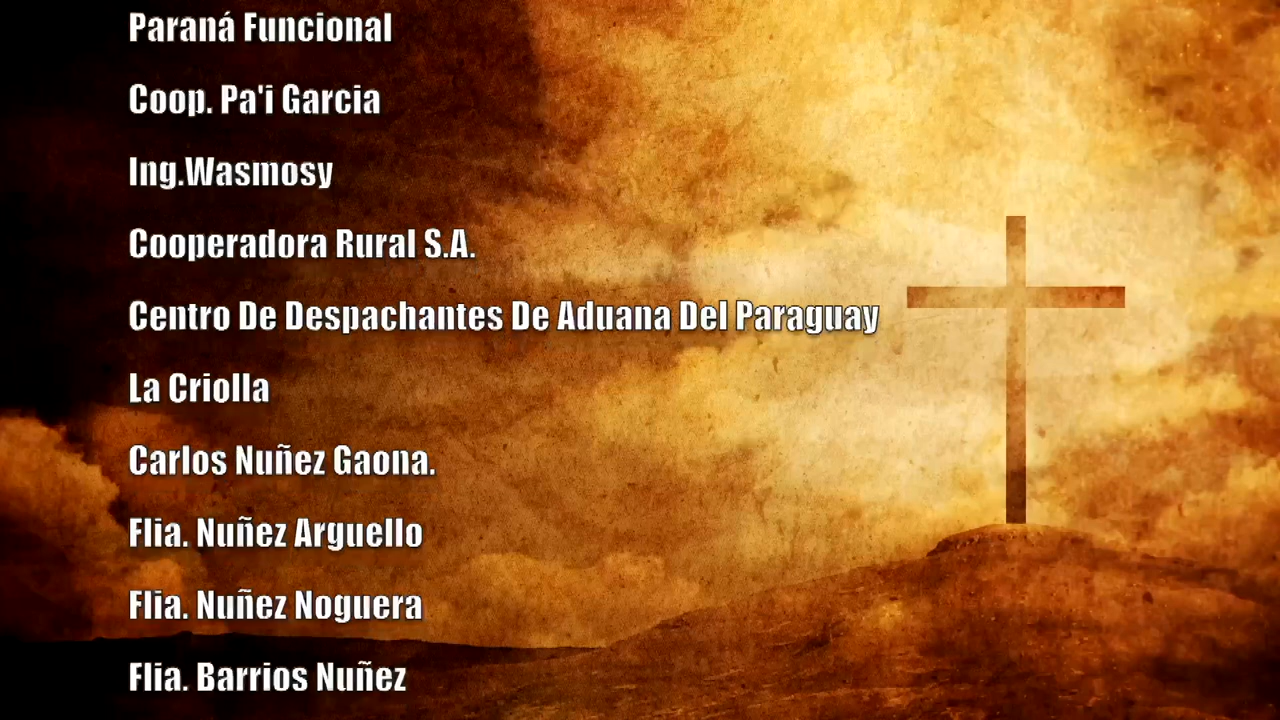 Paraná Funcional
Coop. Pa'i Garcia
Ing.Wasmosy
Cooperadora Rural S.A.
Centro De Despachantes De Aduana Del Paraguay
La Criolla
Carlos Nuñez Gaona.
Flia. Nuñez Arguello
Flia. Nuñez Noguera
Flia. Barrios Nuñez